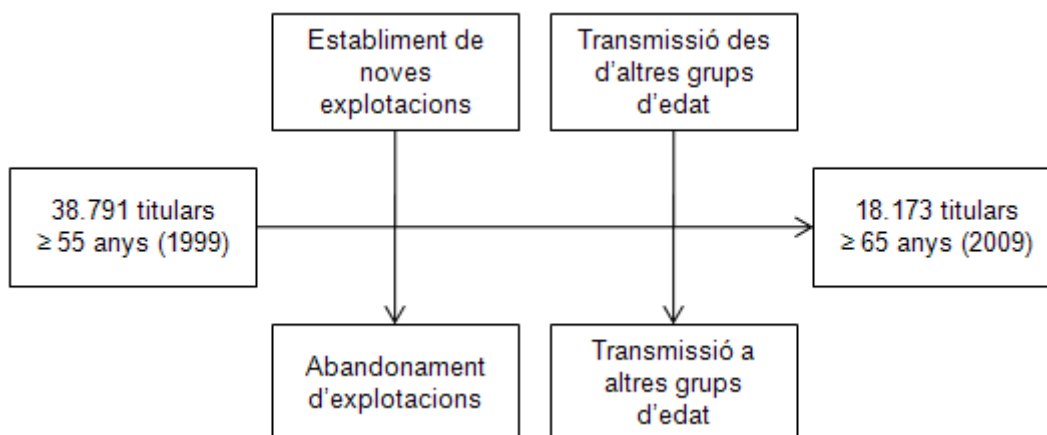 Establiment de
noves
explotacions
Transmissió des
d'altres grups
d'edat
38.791 titulars
≥ 55 anys (1999)
18.173 titulars
≥ 65 anys (2009)
Abandonament
d'explotacions
Transmissió a
altres grups
d'edat